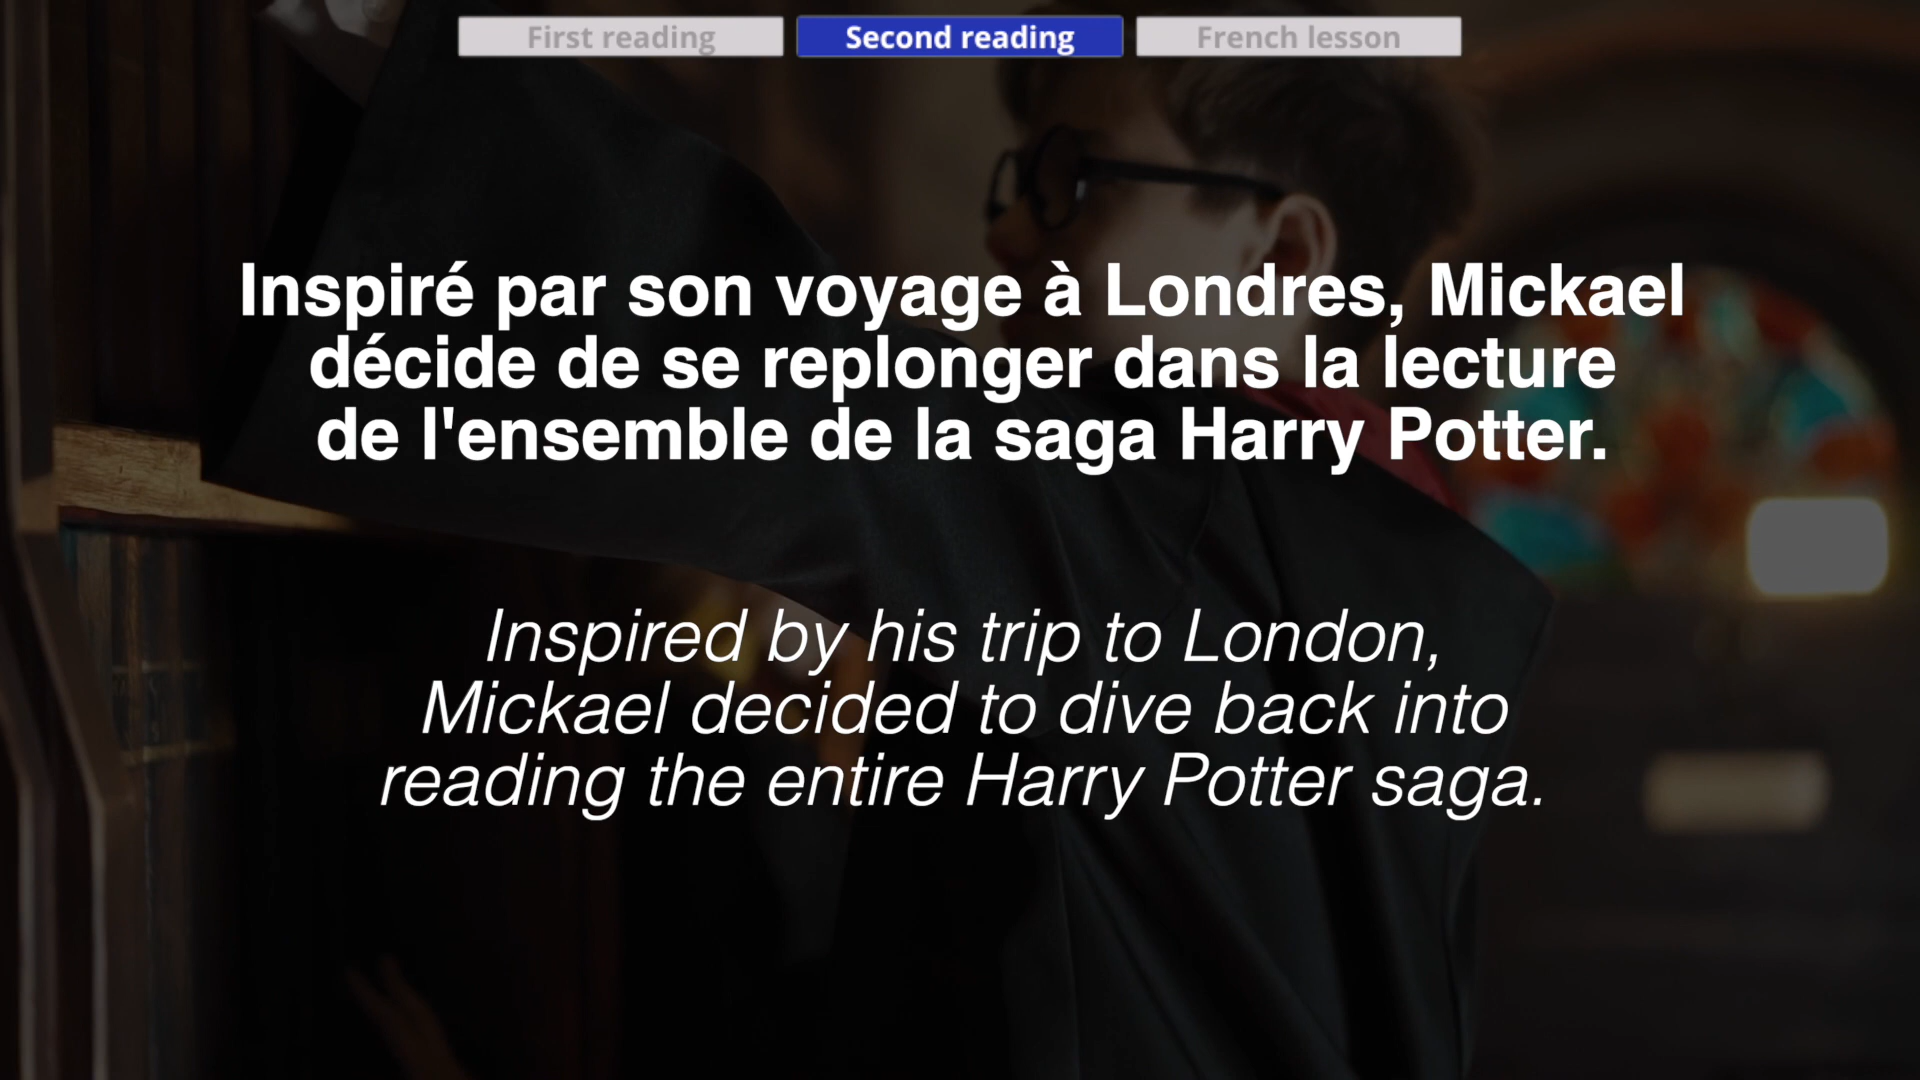 First reading
Second reading
French lesson
Inspiré par son voyage à Londres, Mickael
décide de se replonger dans la lecture
de l'ensemble de la saga Harry Potter.
Inspired by his trip to London,
Mickael decided to dive back into
reading the entire Harry Potter saga.